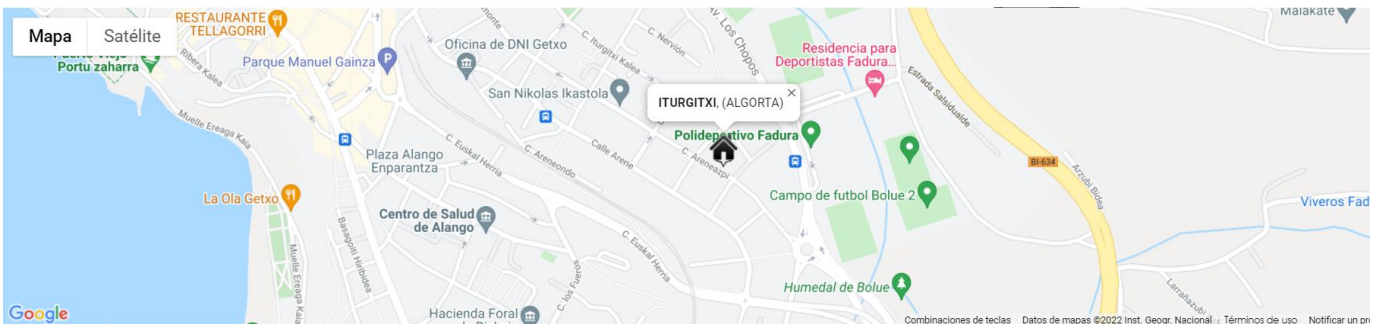 Mapa
Satélite
RESTAURANTE
TELLAGORRI
Portu zaharra
Ribera Kalea
Parque Manuel Gainza
P
Oficina de DNI Getxo
C. Iturgitxi Kalea
C. Nervión
Av. Los Chopos
Residencia para
Deportistas Fadura...
Malakate
Estrada Salsidualde
San Nikolas Ikastola
ITURGITXI, (ALGORTA)
×
Muelle Ereaga Kaia
Polideportivo Fadura
Plaza Alango
Enparantza
C. Euskal Herria
C. Areneondo
Calle Arene
C. Areneazpi
BI-634
Arzubi Bidea
La Ola Getxo
Campo de futbol Bolue 2
Viveros Fad
Centro de Salud
de Alango
Basagoiti Hiribidea
Muelle Ereaga Kaia
C. Euskal Herria
C. los Fueros
Humedal de Bolue
Larrañazubi
Google
Hacienda Foral
Combinaciones de teclas
Datos de mapas ©2022 Inst. Geogr. Nacional
Términos de uso
Notificar un pr